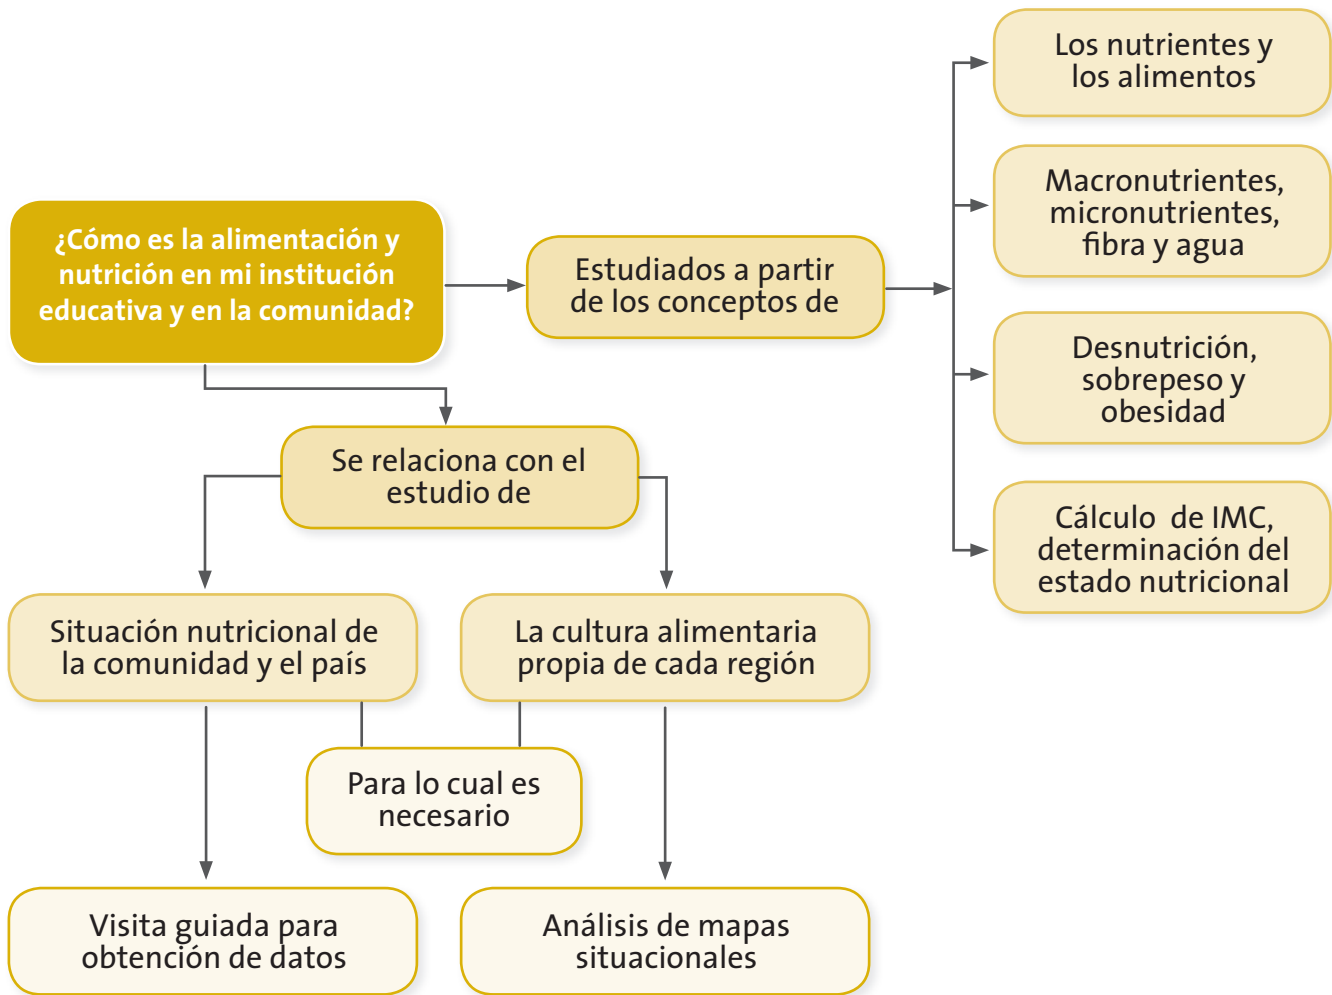 ¿Cómo es la alimentación y
nutrición en mi institución
educativa y en la comunidad?
Estudiados a partir
de los conceptos de
Los nutrientes y
los alimentos
Macronutrientes,
micronutrientes,
fibra y agua
Desnutrición,
sobrepeso y
obesidad
Cálculo  de IMC,
determinación del
estado nutricional
Se relaciona con el
estudio de
Situación nutricional de
la comunidad y el país
La cultura alimentaria
propia de cada región
Para lo cual es
necesario
Visita guiada para
obtención de datos
Análisis de mapas
situacionales